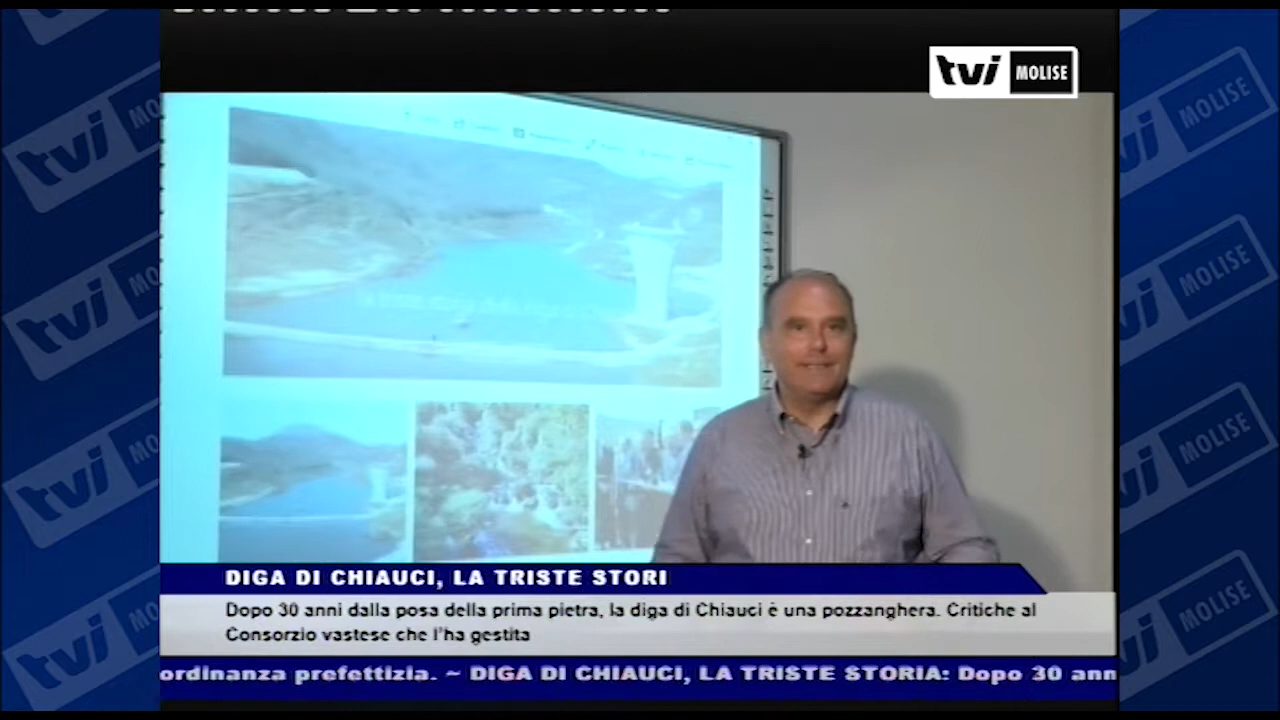 tvi MOLISE
DIGA DI CHIAUCI, LA TRISTE STORI
Dopo 30 anni dalla posa della prima pietra, la diga di Chiauci è una pozzanghera. Critiche al
Consorzio vastese che l'ha gestita
ordinanza prefettizia. ~ DIGA DI CHIAUCI, LA TRISTE STORIA: Dopo 30 ann